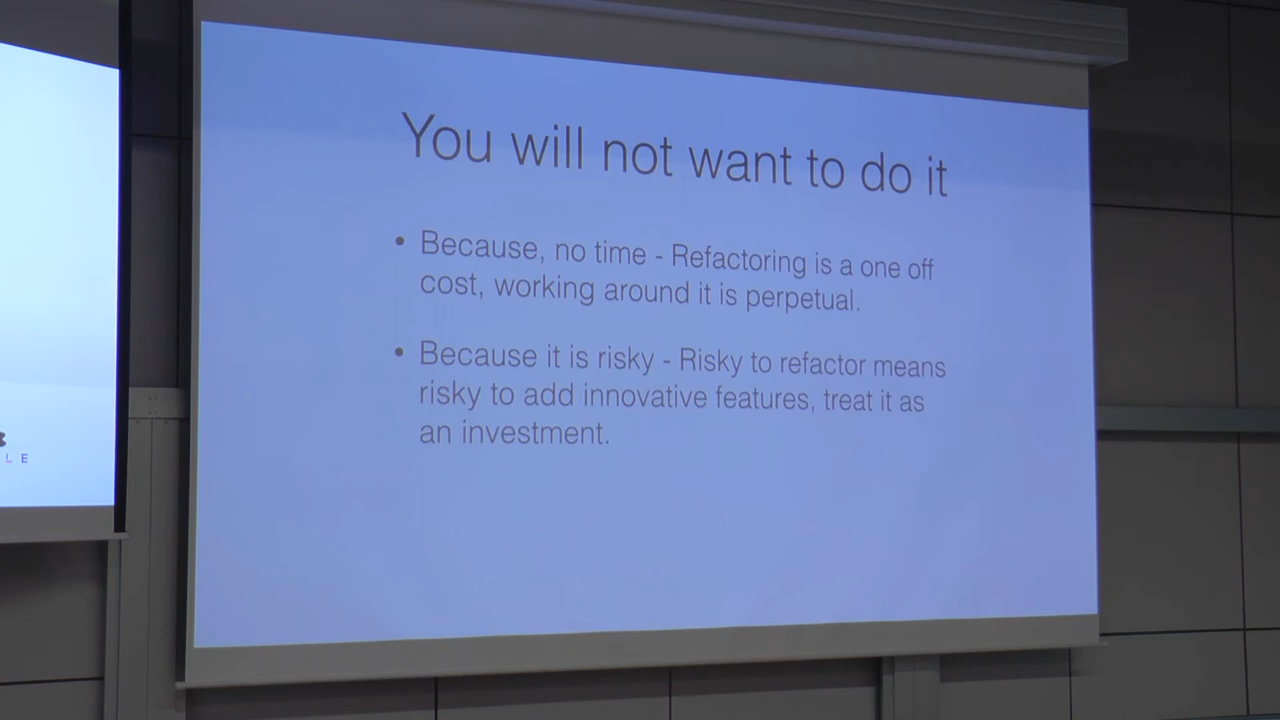 You will not want to do it
• Because, no time - Refactoring is a one off
cost, working around it is perpetual.
• Because it is risky - Risky to refactor means
risky to add innovative features, treat it as
an investment.
L E